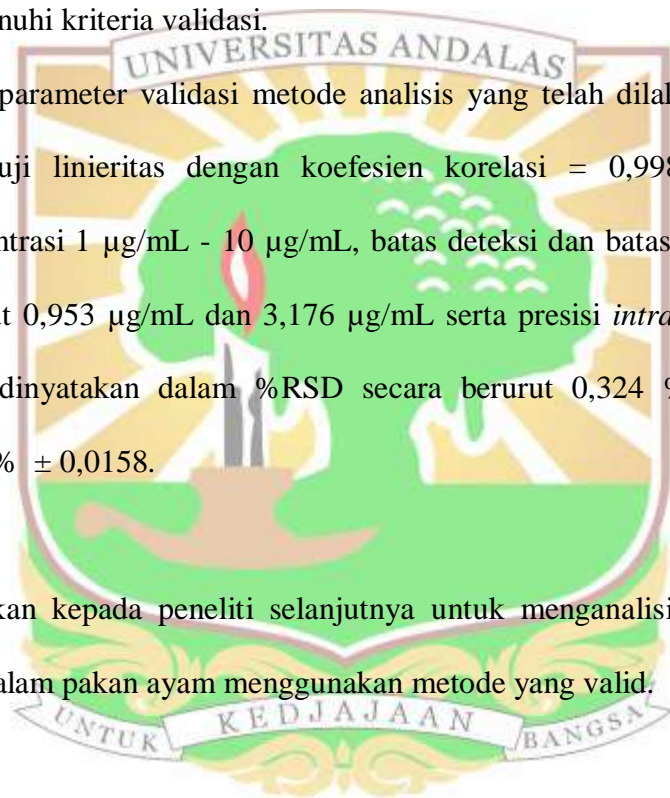 nuhi kriteria validasi.
UNIVERSITAS ANDALAS
parameter validasi metode analisis yang telah dila
uji linieritas dengan koefesien korelasi = 0,998
ntrasi 1 µg/mL - 10 µg/mL, batas deteksi dan batas
t 0,953 µg/mL dan 3,176 µg/mL serta presisi intra
dinyatakan dalam %RSD secara berurut 0,324 %
% ± 0,0158.
kan kepada peneliti selanjutnya untuk menganalisi
alam pakan ayam menggunakan metode yang valid.
UNTUK KEDJAJAAN BANGSA